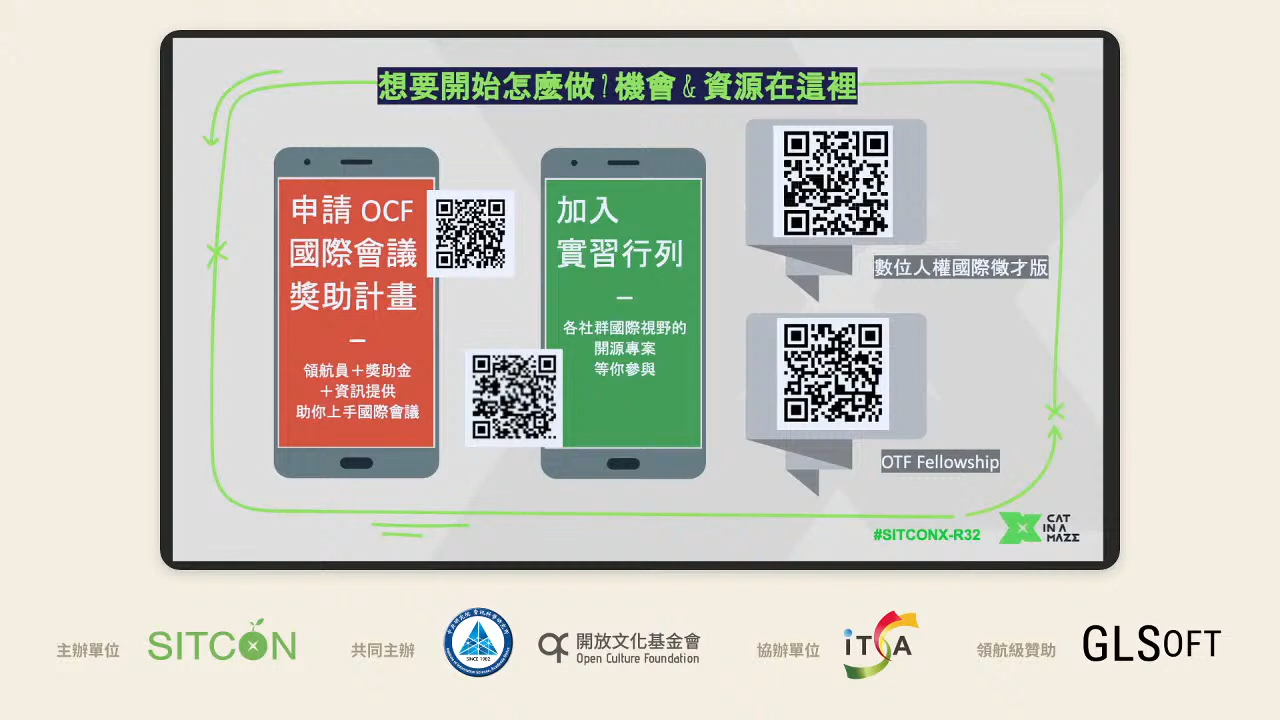 想要開始怎麼做？機會 & 資源在這裡
申請 OCF
國際會議
獎助計畫
—
領航員＋獎助金
＋資訊提供
助你上手國際會議
加入
實習行列
—
各社群國際視野的
開源專案
等你參與
數位人權國際徵才版
OTF Fellowship
#SITCONX-R32
CAT
IN A
MAZE
主辦單位
SITCON
共同主辦
SINCE 1982
開放文化基金會
Open Culture Foundation
協辦單位
iTSA
領航級贊助
GLSOFT